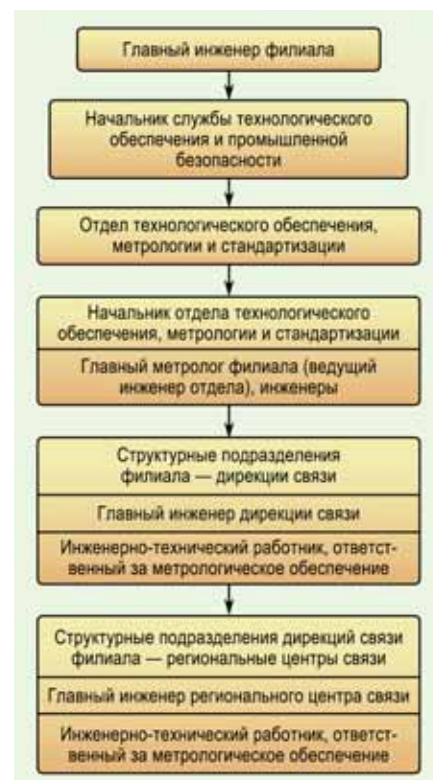 Главный инженер филиала
Начальник службы технологического
обеспечения и промышленной
безопасности
Отдел технологического обеспечения,
метрологии и стандартизации
Начальник отдела технологического
обеспечения, метрологии и стандартизации
Главный метролог филиала (ведущий
инженер отдела), инженеры
Структурные подразделения
филиала — дирекции связи
Главный инженер дирекции связи
Инженерно-технический работник, ответст-
венный за метрологическое обеспечение
Структурные подразделения дирекций связи
филиала — региональные центры связи
Главный инженер регионального центра связи
Инженерно-технический работник, ответст-
венный за метрологическое обеспечение